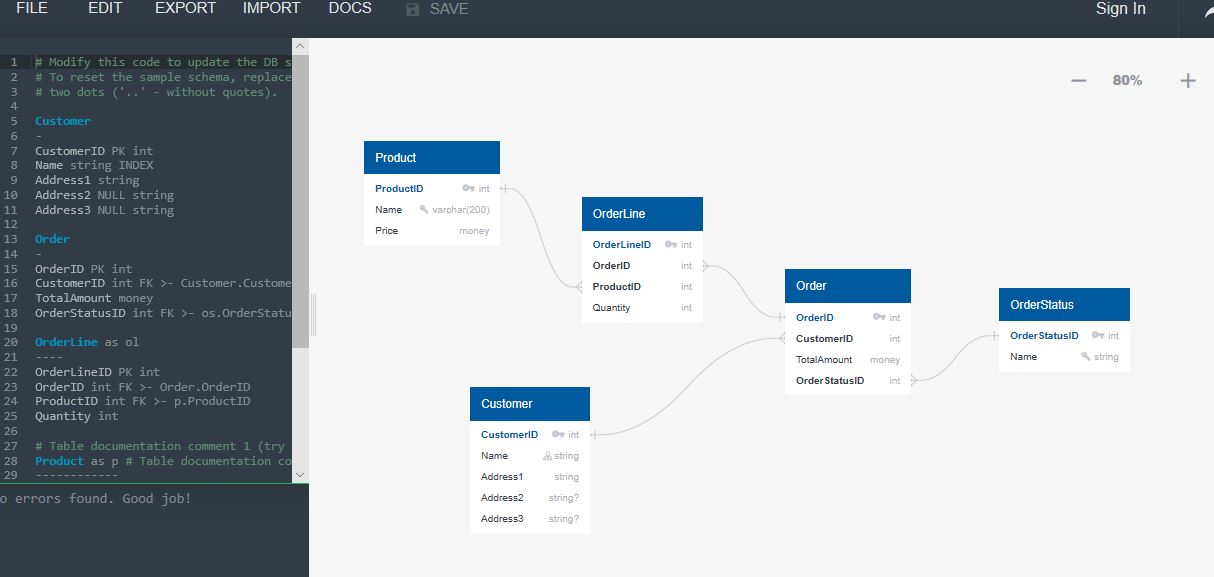 FILE EDIT EXPORT IMPORT DOCS SAVE Sign In
1 # Modify this code to update the DB s
2 # To reset the sample schema, replace
3 # two dots ('..' - without quotes).
4
5 Customer
6 -
7 CustomerID PK int
8 Name string INDEX
9 Address1 string
10 Address2 NULL string
11 Address3 NULL string
12
13 Order
14 -
15 OrderID PK int
16 CustomerID int FK >- Customer.Custome
17 TotalAmount money
18 OrderStatusID int FK >- os.OrderStatu
19
20 OrderLine as ol
21 ----
22 OrderLineID PK int
23 OrderID int FK >- Order.OrderID
24 ProductID int FK >- p.ProductID
25 Quantity int
26
27 # Table documentation comment 1 (try
28 Product as p # Table documentation co
29 ------------
o errors found. Good job!
80%
Product
ProductID int
Name varchar(200)
Price money
OrderLine
OrderLineID int
OrderID int
ProductID int
Quantity int
Order
OrderID int
CustomerID int
TotalAmount money
OrderStatusID int
OrderStatus
OrderStatusID int
Name string
Customer
CustomerID int
Name string
Address1 string
Address2 string?
Address3 string?